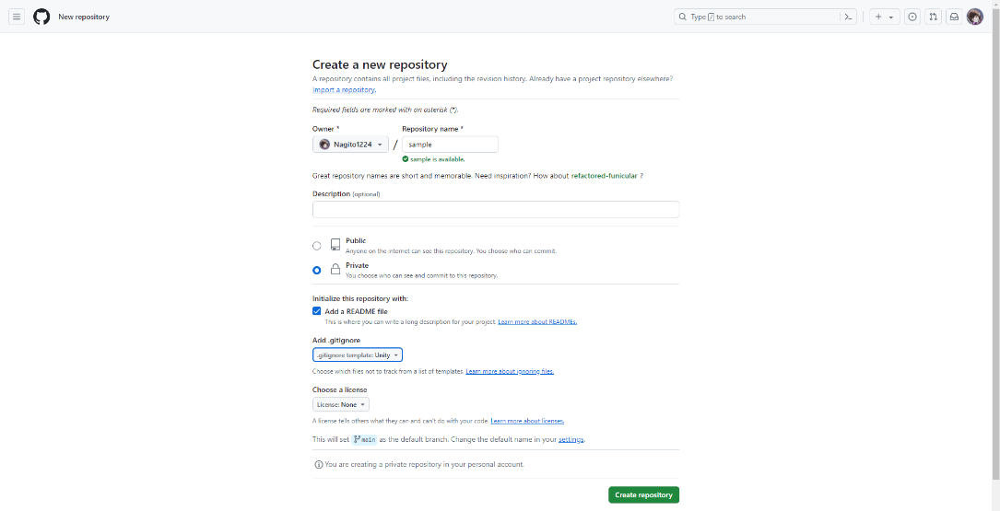 New repository
Type / to search
Create a new repository
A repository contains all project files, including the revision history. Already have a project repository elsewhere?
Import a repository.
Required fields are marked with an asterisk (*).
Owner * Repository name *
Nagito1224 / sample
sample is available.
Great repository names are short and memorable. Need inspiration? How about refactored-funicular ?
Description (optional)
Public
Anyone on the internet can see this repository. You choose who can commit.
Private
You choose who can see and commit to this repository.
Initialize this repository with:
Add a README file
This is where you can write a long description for your project. Learn more about READMEs.
Add .gitignore
.gitignore template: Unity
Choose which files not to track from a list of templates. Learn more about ignoring files.
Choose a license
License: None
A license tells others what they can and can't do with your code. Learn more about licenses.
This will set main as the default branch. Change the default name in your settings.
You are creating a private repository in your personal account.
Create repository